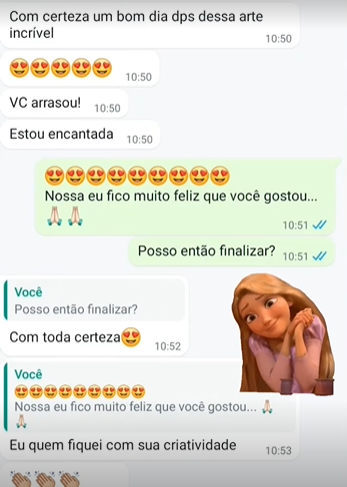 Com certeza um bom dia dps dessa arte
incrível
10:50
😍😍😍😍😍 10:50
VC arrasou! 10:50
Estou encantada 10:50
😍😍😍😍😍😍😍😍😍
Nossa eu fico muito feliz que você gostou...
🙏🏻🙏🏻
10:51
Posso então finalizar? 10:51
Você
Posso então finalizar?
Com toda certeza😍 10:52
Você
😍😍😍😍😍😍😍😍😍
Nossa eu fico muito feliz que você gostou... 🙏🏻
🙏🏻
Eu quem fiquei com sua criatividade 10:53
👏🏼👏🏼👏🏼